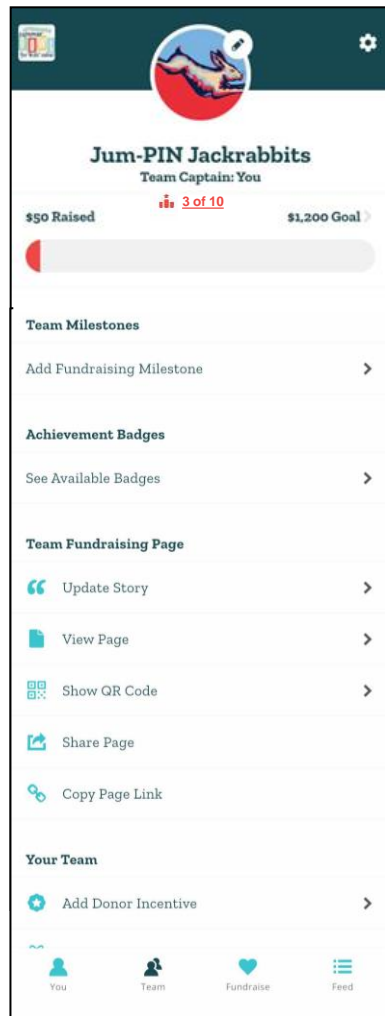 Jum-PIN Jackrabbits
Team Captain: You
3 of 10
$50 Raised
$1,200 Goal
Team Milestones
Add Fundraising Milestone
Achievement Badges
See Available Badges
Team Fundraising Page
Update Story
View Page
Show QR Code
Share Page
Copy Page Link
Your Team
Add Donor Incentive
You
Team
Fundraise
Feed